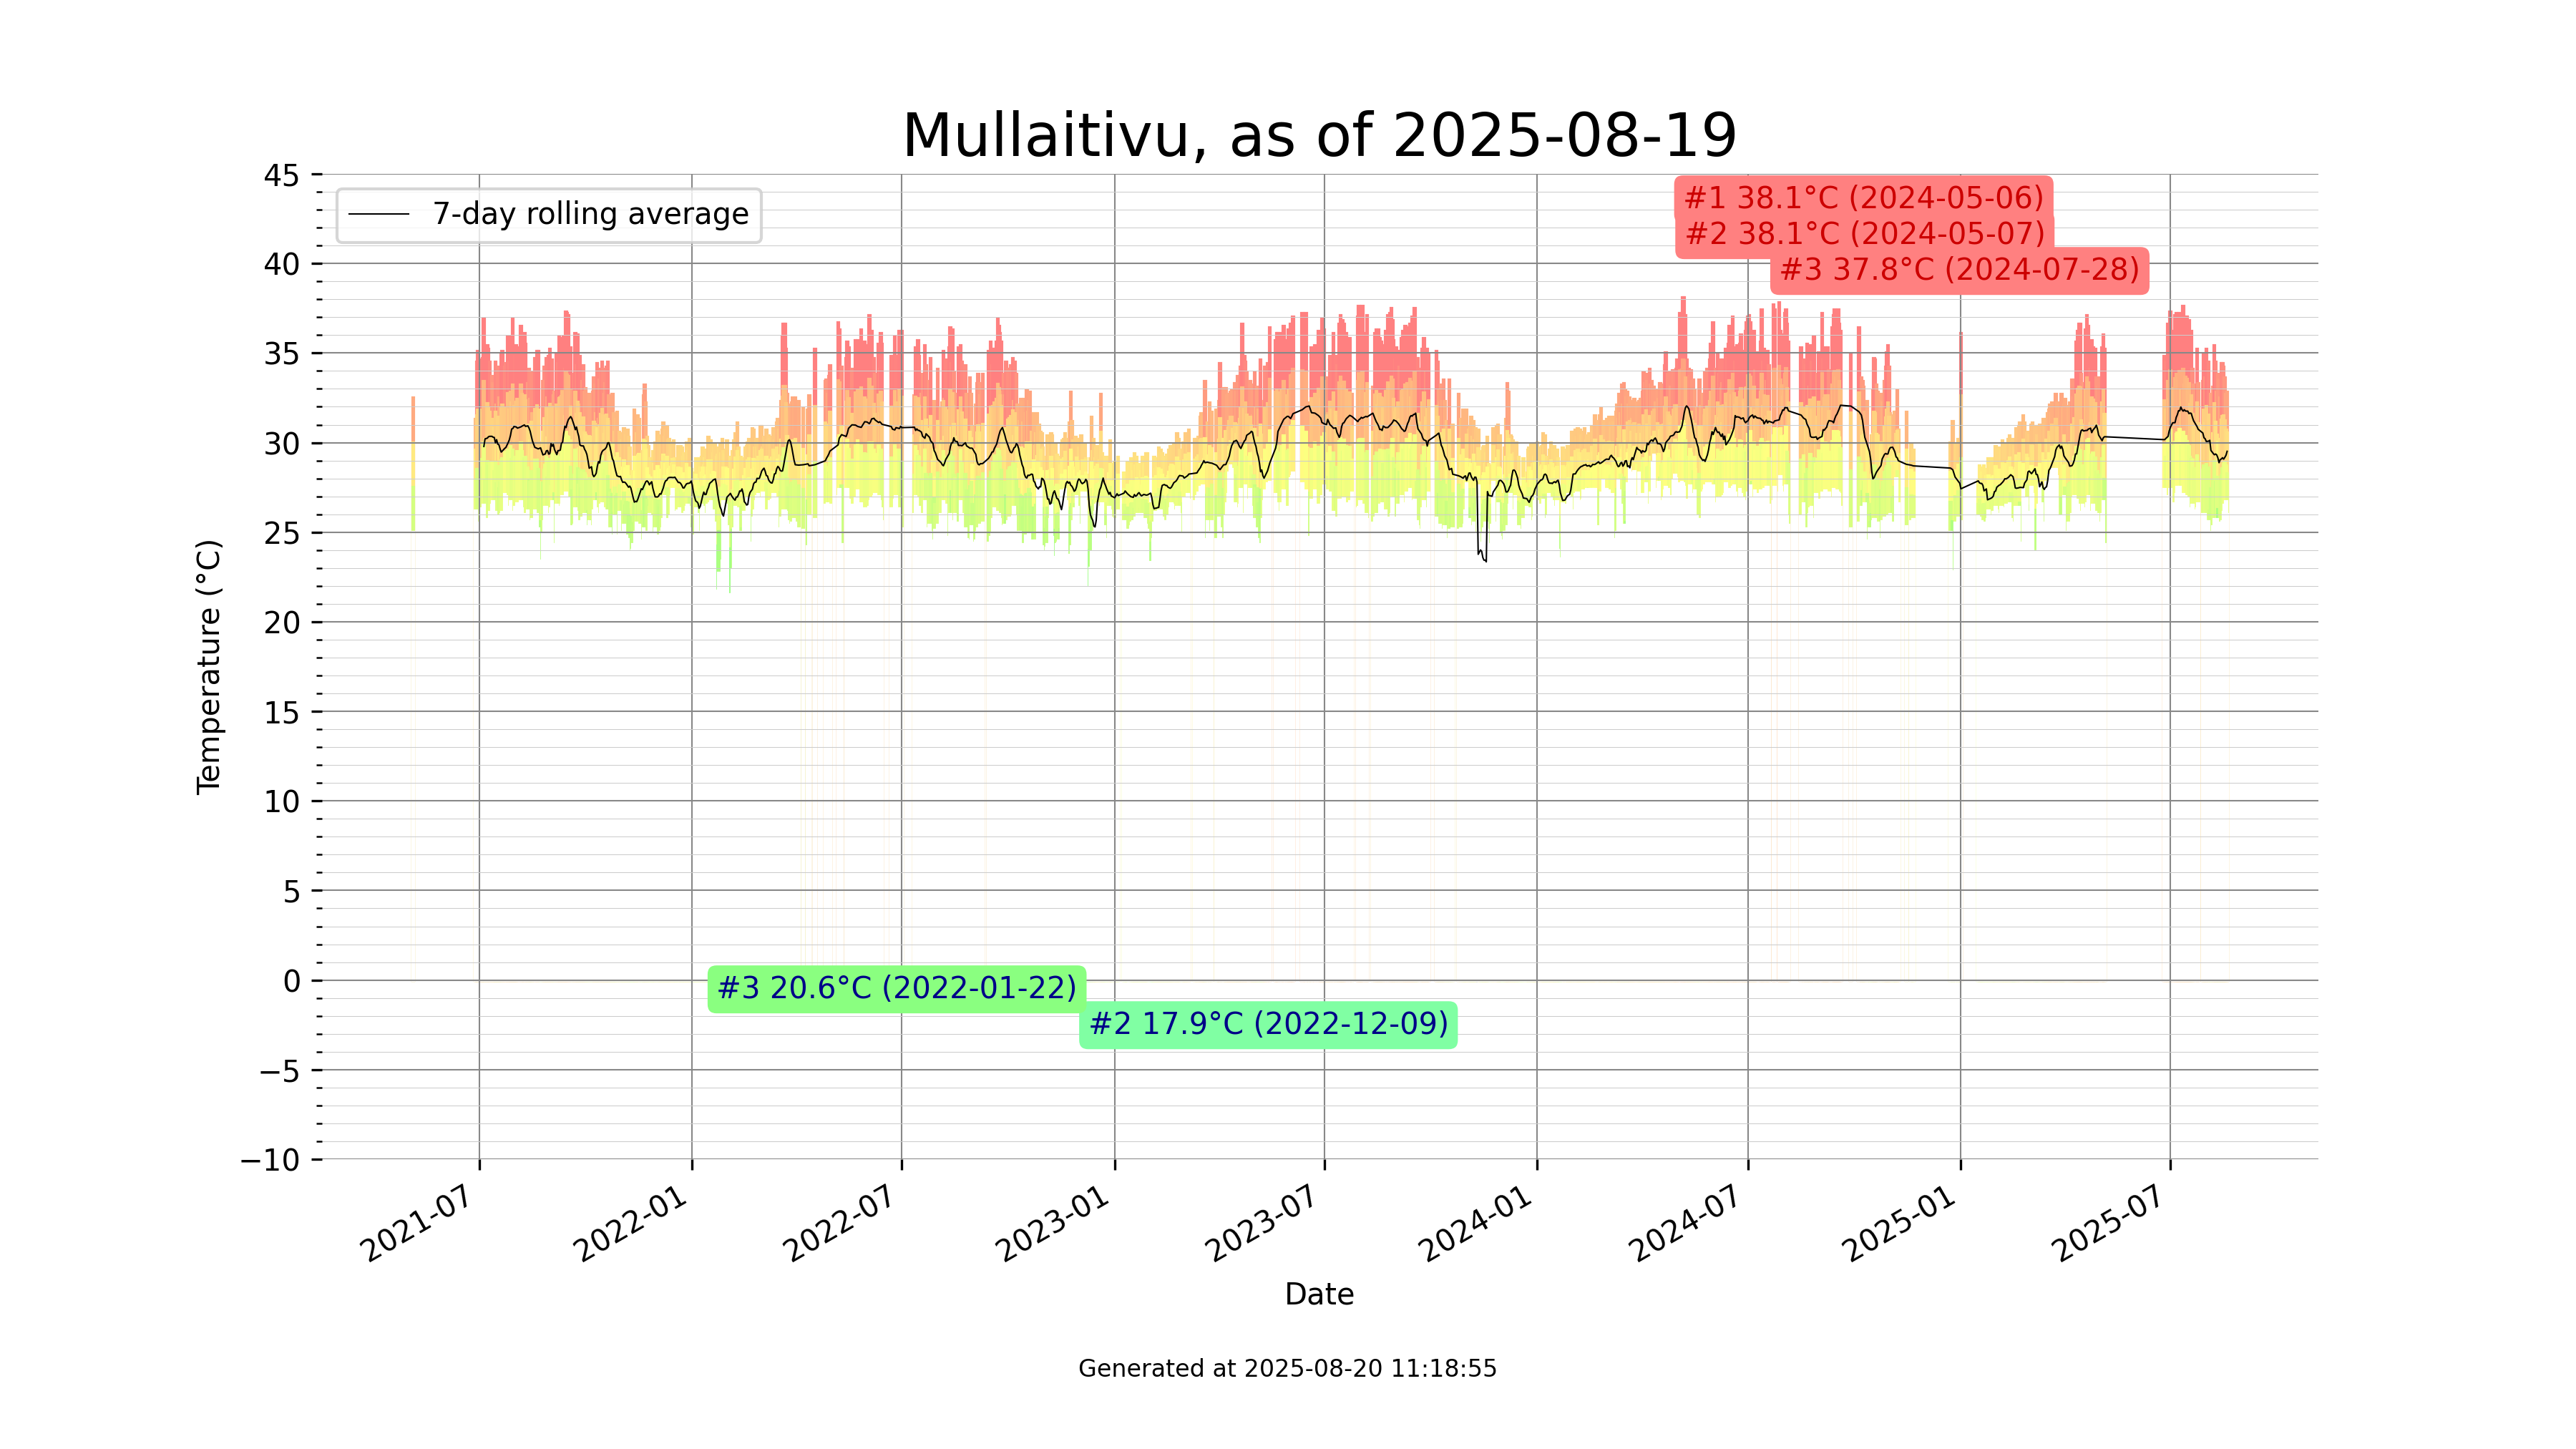 Mullaitivu, as of 2025-08-19
45
40
35
30
25
20
15
10
5
0
−5
−10
Temperature (°C)
7-day rolling average
#1 38.1°C (2024-05-06)
#2 38.1°C (2024-05-07)
#3 37.8°C (2024-07-28)
#3 20.6°C (2022-01-22)
#2 17.9°C (2022-12-09)
2021-07
2022-01
2022-07
2023-01
2023-07
2024-01
2024-07
2025-01
2025-07
Date
Generated at 2025-08-20 11:18:55